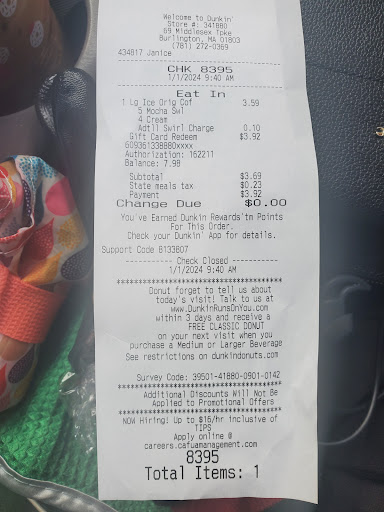 Welcome to Dunkin'
Store #: 341880
69 Middlesex Tpke
Burlington, MA 01803
(781) 272-0369
434817 Janice
CHK 8395
1/1/2024 9:40 AM
Eat In
1 Lg Ice Orig Cof 3.59
5 Mocha Swl
4 Cream
Adtll Swirl Charge 0.10
Gift Card Redeem $3.92
609361338880xxxx
Authorization: 162211
Balance: 7.98
Subtotal $3.69
State meals tax $0.23
Payment $3.92
Change Due $0.00
You've Earned Dunkin Rewards'tm Points
For This Order.
Check your Dunkin' App for details.
Support Code B133807
---------- Check Closed ----------
1/1/2024 9:40 AM
****************************************
Donut forget to tell us about
today's visit! Talk to us at
www.DunkinRunsOnYou.com
within 3 days and receive a
FREE CLASSIC DONUT
on your next visit when you
purchase a Medium or Larger Beverage
See restrictions on dunkindonuts.com
Survey Code: 39501-41880-0901-0142
****************************************
Additional Discounts Will Not Be
Applied to Promotional Offers
****************************************
NOW Hiring! Up to $16/hr inclusive of
TIPS
Apply online @
careers.cafuamanagement.com
8395
Total Items: 1
****************************************